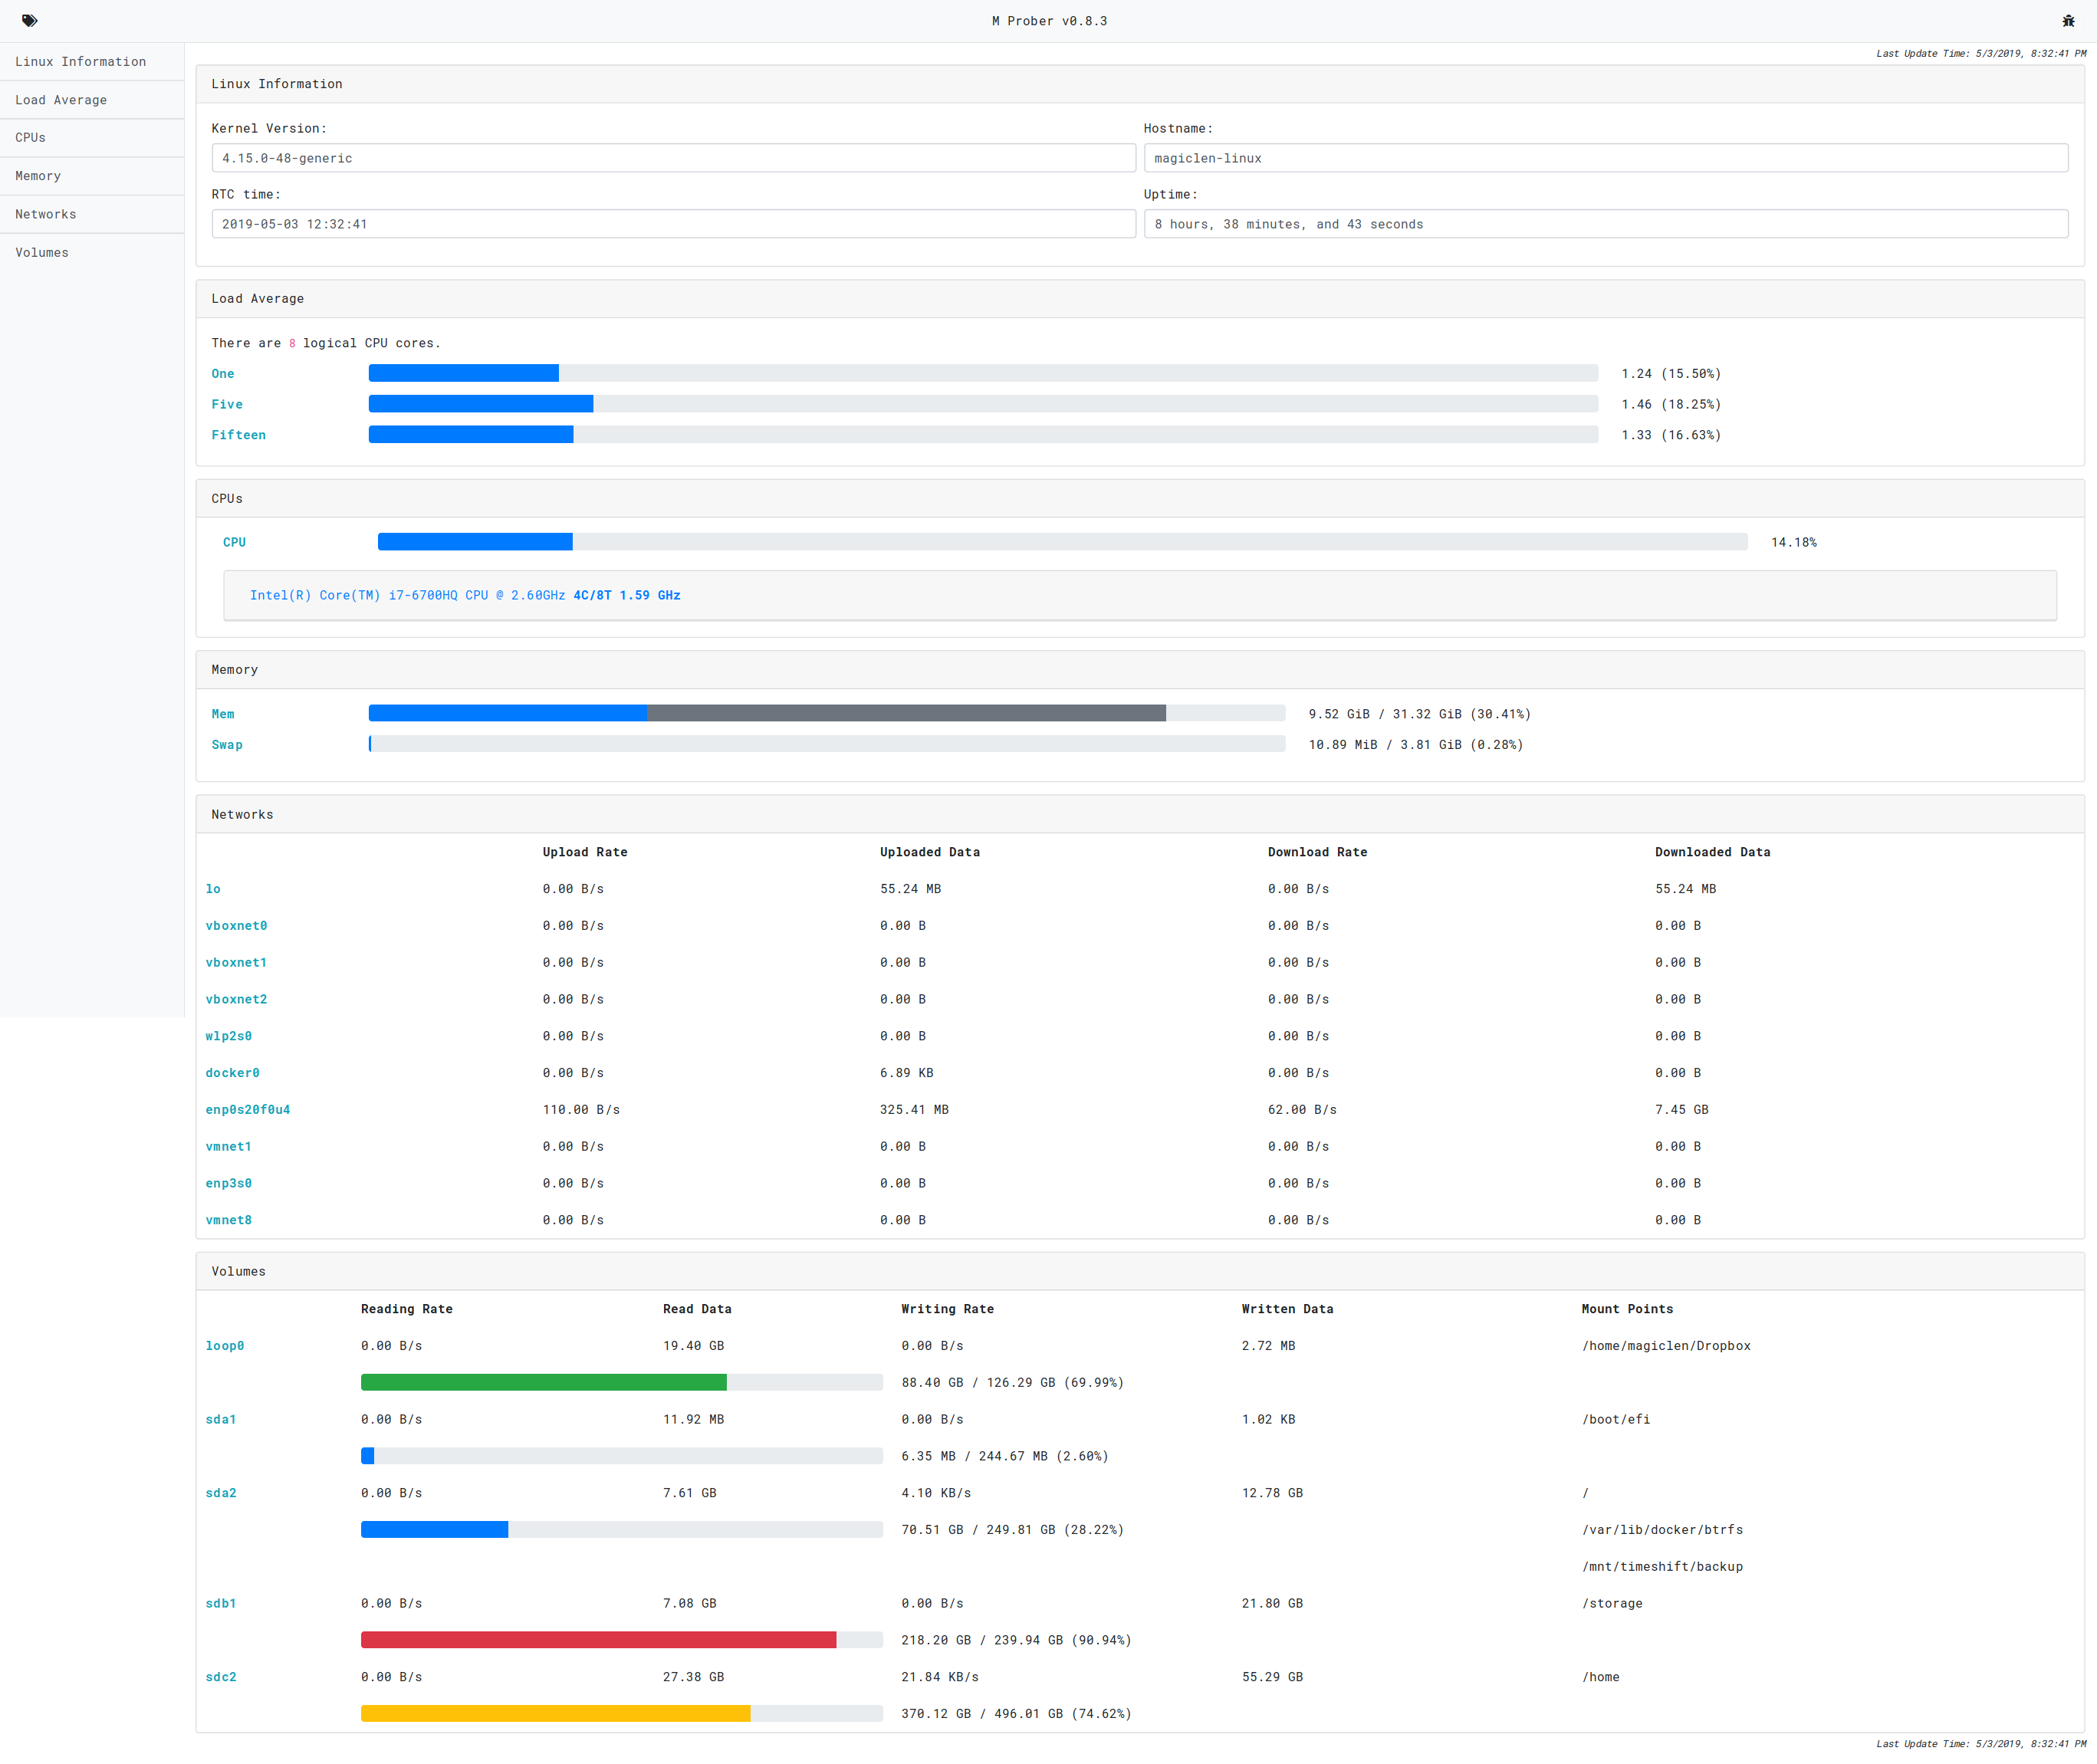 M Prober v0.8.3
Linux Information
Load Average
CPUs
Memory
Networks
Volumes
Last Update Time: 5/3/2019, 8:32:41 PM
Linux Information
Kernel Version: Hostname:
4.15.0-48-generic magiclen-linux
RTC time: Uptime:
2019-05-03 12:32:41 8 hours, 38 minutes, and 43 seconds
Load Average
There are 8 logical CPU cores.
One 1.24 (15.50%)
Five 1.46 (18.25%)
Fifteen 1.33 (16.63%)
CPUs
CPU 14.18%
Intel(R) Core(TM) i7-6700HQ CPU @ 2.60GHz 4C/8T 1.59 GHz
Memory
Mem 9.52 GiB / 31.32 GiB (30.41%)
Swap 10.89 MiB / 3.81 GiB (0.28%)
Networks
Upload Rate Uploaded Data Download Rate Downloaded Data
lo 0.00 B/s 55.24 MB 0.00 B/s 55.24 MB
vboxnet0 0.00 B/s 0.00 B 0.00 B/s 0.00 B
vboxnet1 0.00 B/s 0.00 B 0.00 B/s 0.00 B
vboxnet2 0.00 B/s 0.00 B 0.00 B/s 0.00 B
wlp2s0 0.00 B/s 0.00 B 0.00 B/s 0.00 B
docker0 0.00 B/s 6.89 KB 0.00 B/s 0.00 B
enp0s20f0u4 110.00 B/s 325.41 MB 62.00 B/s 7.45 GB
vmnet1 0.00 B/s 0.00 B 0.00 B/s 0.00 B
enp3s0 0.00 B/s 0.00 B 0.00 B/s 0.00 B
vmnet8 0.00 B/s 0.00 B 0.00 B/s 0.00 B
Volumes
Reading Rate Read Data Writing Rate Written Data Mount Points
loop0 0.00 B/s 19.40 GB 0.00 B/s 2.72 MB /home/magiclen/Dropbox
88.40 GB / 126.29 GB (69.99%)
sda1 0.00 B/s 11.92 MB 0.00 B/s 1.02 KB /boot/efi
6.35 MB / 244.67 MB (2.60%)
sda2 0.00 B/s 7.61 GB 4.10 KB/s 12.78 GB /
70.51 GB / 249.81 GB (28.22%) /var/lib/docker/btrfs
/mnt/timeshift/backup
sdb1 0.00 B/s 7.08 GB 0.00 B/s 21.80 GB /storage
218.20 GB / 239.94 GB (90.94%)
sdc2 0.00 B/s 27.38 GB 21.84 KB/s 55.29 GB /home
370.12 GB / 496.01 GB (74.62%)
Last Update Time: 5/3/2019, 8:32:41 PM